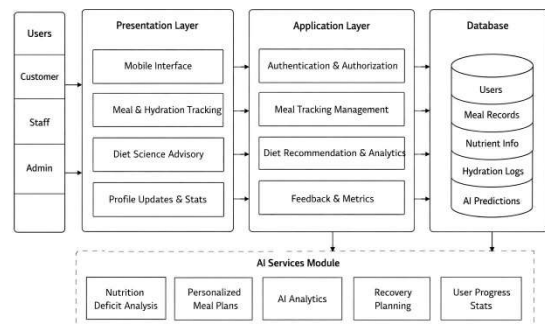 Users
Customer
Staff
Admin
Presentation Layer
Mobile Interface
Meal & Hydration Tracking
Diet Science Advisory
Profile Updates & Stats
Application Layer
Authentication & Authorization
Meal Tracking Management
Diet Recommendation & Analytics
Feedback & Metrics
Database
Users
Meal Records
Nutrient Info
Hydration Logs
AI Predictions
AI Services Module
Nutrition
Deficit Analysis
Personalized
Meal Plans
AI Analytics
Recovery
Planning
User Progress
Stats